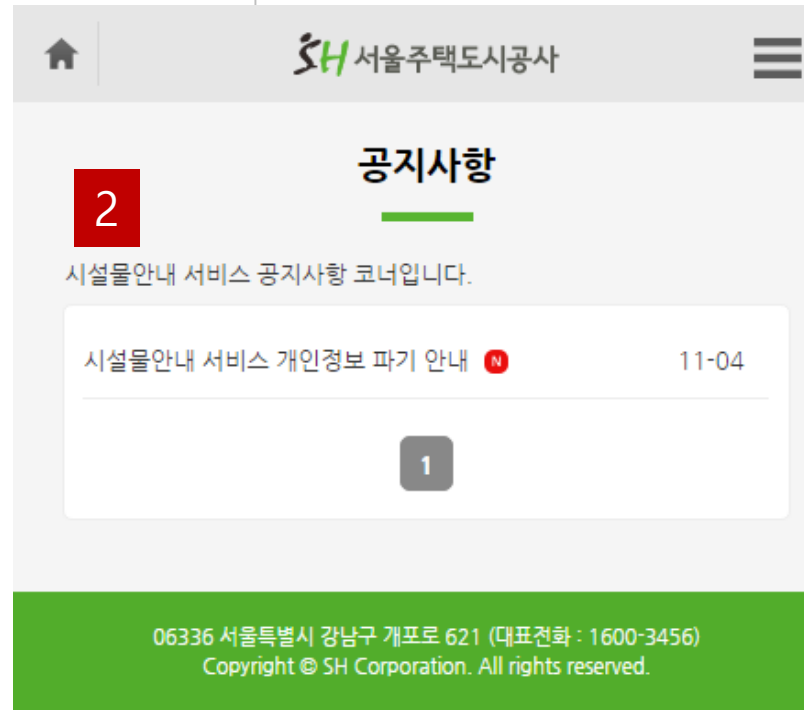 SH 서울주택도시공사
공지사항
2
시설물안내 서비스 공지사항 코너입니다.
시설물안내 서비스 개인정보 파기 안내 N 11-04
1
06336 서울특별시 강남구 개포로 621 (대표전화 : 1600-3456)
Copyright © SH Corporation. All rights reserved.